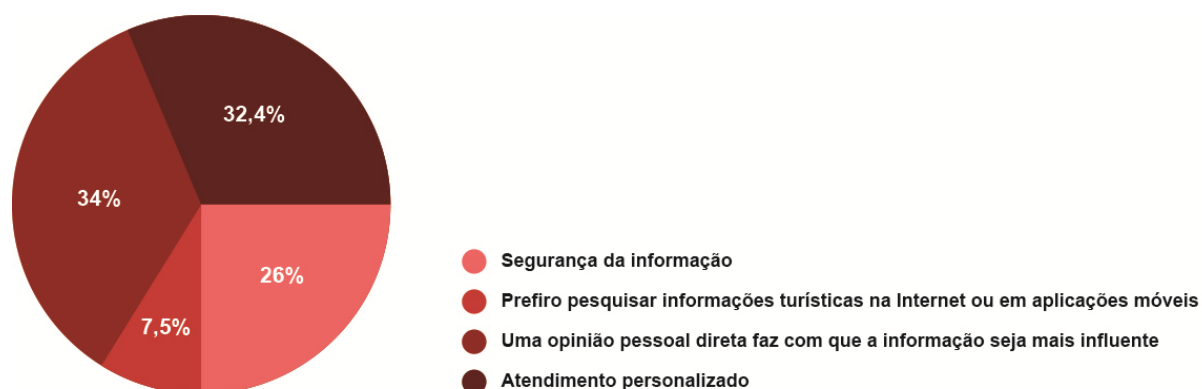 32,4%
34%
26%
7,5%
Segurança da informação
Prefiro pesquisar informações turísticas na Internet ou em aplicações móveis
Uma opinião pessoal direta faz com que a informação seja mais influente
Atendimento personalizado